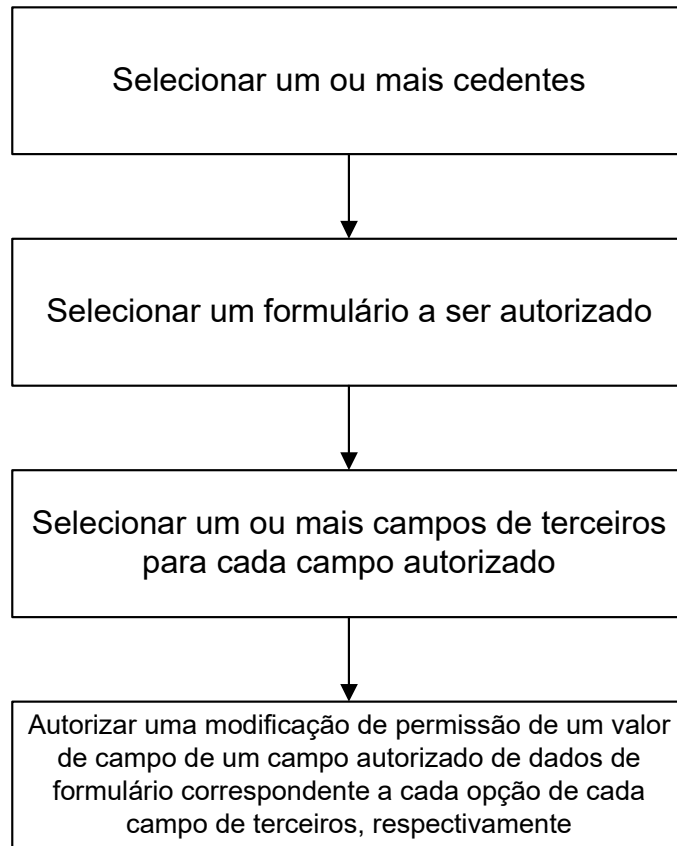 Selecionar um ou mais cedentes
Selecionar um formulário a ser autorizado
Selecionar um ou mais campos de terceiros
para cada campo autorizado
Autorizar uma modificação de permissão de um valor
de campo de um campo autorizado de dados de
formulário correspondente a cada opção de cada
campo de terceiros, respectivamente